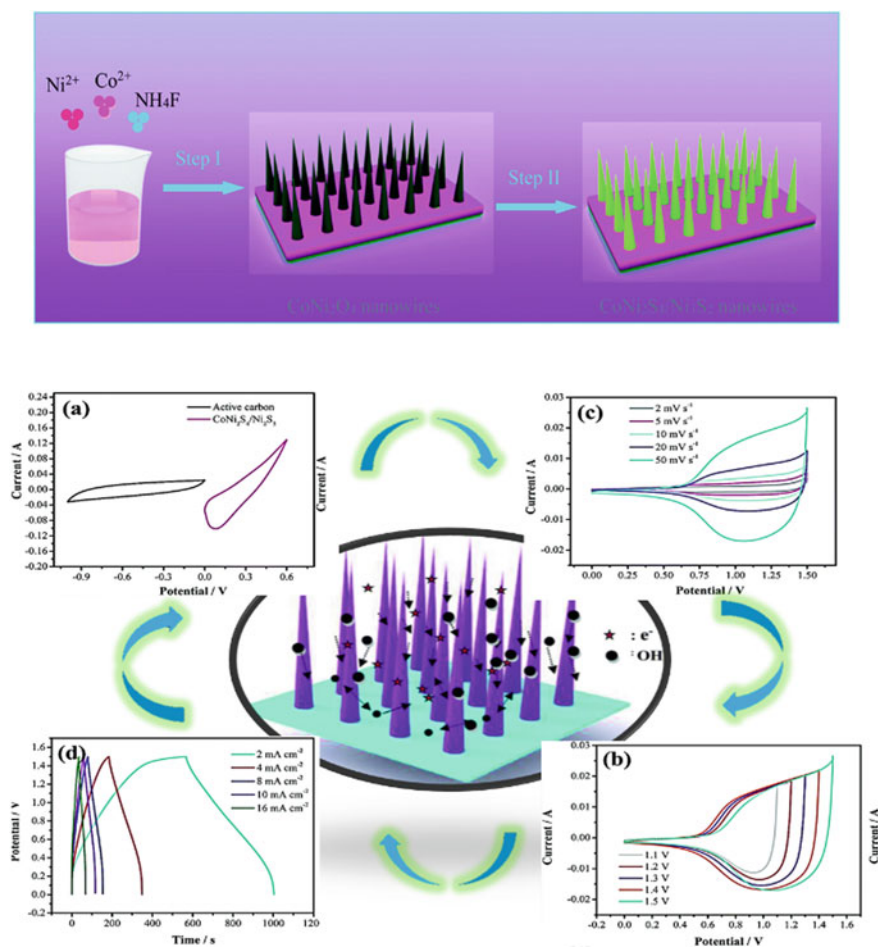 Ni²⁺
Co²⁺
NH₄F
Step I
Step II
CoNi₂O₄ nanowires
nanowires
(a)
Active carbon
CoNi₂S₄/Ni₃S₂
0.24
0.20
0.16
0.12
0.08
0.04
0.00
-0.04
-0.08
-0.12
-0.16
-0.20
-0.9 -0.6 -0.3 0.0 0.3 0.6
Current / A
Potential / V
Current / A
(c)
2 mV s⁻¹
5 mV s⁻¹
10 mV s⁻¹
20 mV s⁻¹
50 mV s⁻¹
0.03
0.02
0.01
0.00
-0.01
-0.02
0.00 0.25 0.50 0.75 1.00 1.25 1.50
Current / A
Potential / V
: e⁻
: OH
(d)
2 mA cm⁻²
4 mA cm⁻²
8 mA cm⁻²
10 mA cm⁻²
16 mA cm⁻²
1.6
1.4
1.2
1.0
0.8
0.6
0.4
0.2
0.0
-0.2
0 200 400 600 800 1000 120
Potential / V
Time / s
Current / A
(b)
1.1 V
1.2 V
1.3 V
1.4 V
1.5 V
0.03
0.02
0.01
0.00
-0.01
-0.02
0.0 0.2 0.4 0.6 0.8 1.0 1.2 1.4 1.6
Potential / V
Current / A